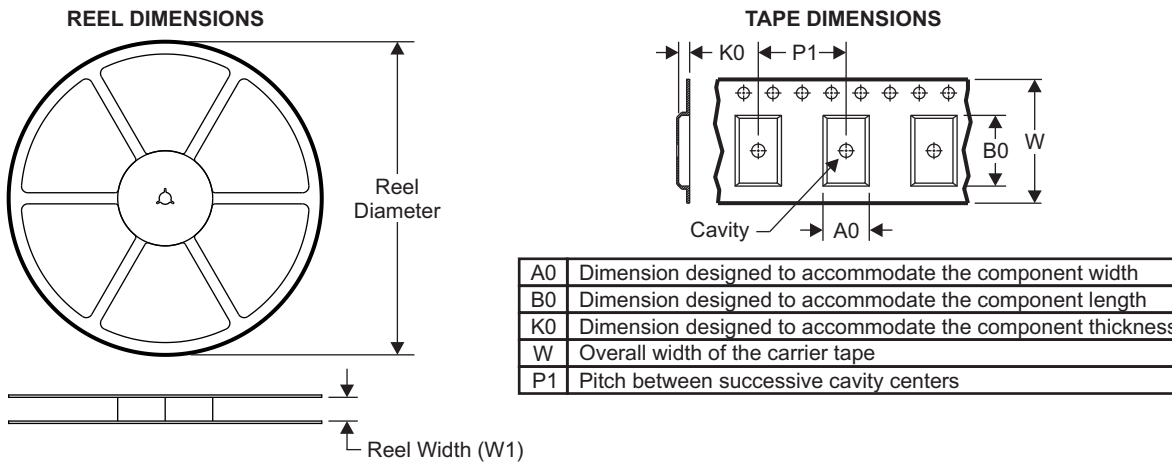 REEL DIMENSIONS
Reel
Diameter
Reel Width (W1)
TAPE DIMENSIONS
K0
P1
B0
W
Cavity
A0
A0 Dimension designed to accommodate the component width
B0 Dimension designed to accommodate the component length
K0 Dimension designed to accommodate the component thickness
W Overall width of the carrier tape
P1 Pitch between successive cavity centers